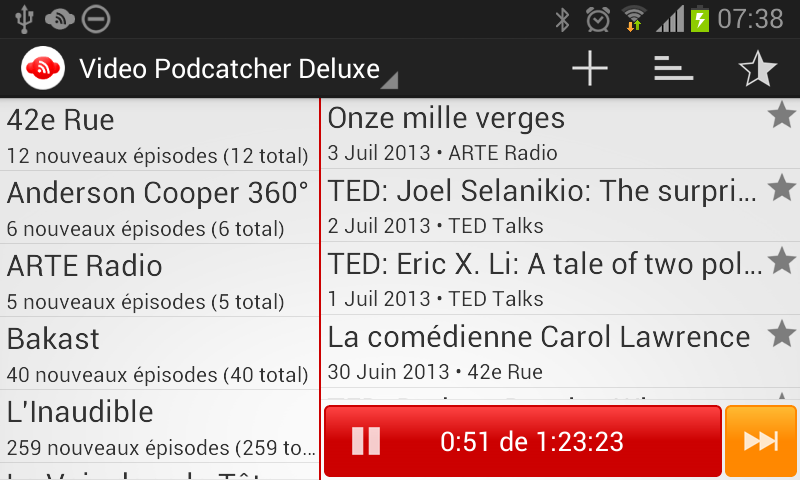 07:38
Video Podcatcher Deluxe
42e Rue
12 nouveaux épisodes (12 total)
Anderson Cooper 360°
6 nouveaux épisodes (6 total)
ARTE Radio
5 nouveaux épisodes (5 total)
Bakast
40 nouveaux épisodes (40 total)
L'Inaudible
259 nouveaux épisodes (259 to...
Onze mille verges
3 Juil 2013 • ARTE Radio
TED: Joel Selanikio: The surpri...
2 Juil 2013 • TED Talks
TED: Eric X. Li: A tale of two pol...
1 Juil 2013 • TED Talks
La comédienne Carol Lawrence
30 Juin 2013 • 42e Rue
0:51 de 1:23:23